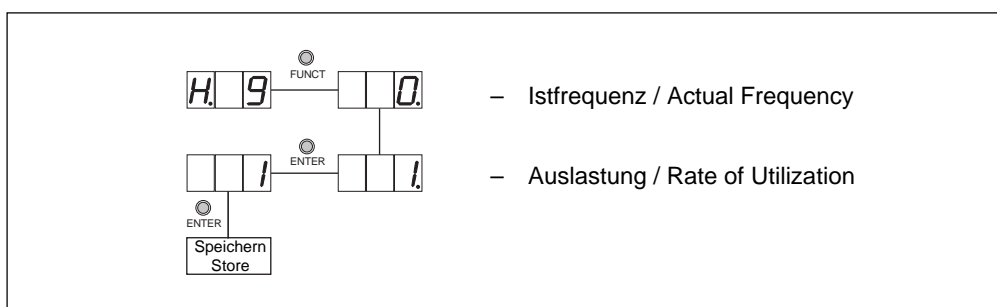 FUNCT
H. 9 0. – Istfrequenz / Actual Frequency
ENTER
1 1. – Auslastung / Rate of Utilization
ENTER
Speichern
Store